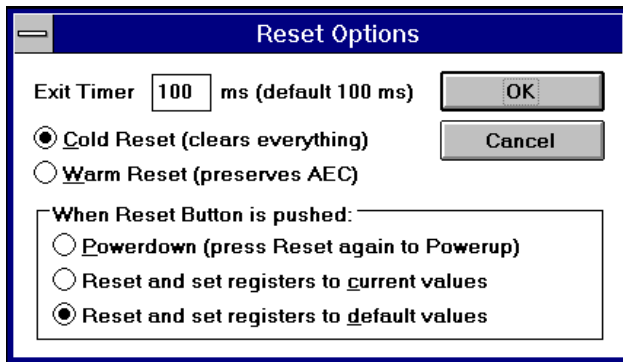 Reset Options
Exit Timer 100 ms (default 100 ms)
OK
Cold Reset (clears everything)
Cancel
Warm Reset (preserves AEC)
When Reset Button is pushed:
Powerdown (press Reset again to Powerup)
Reset and set registers to current values
Reset and set registers to default values